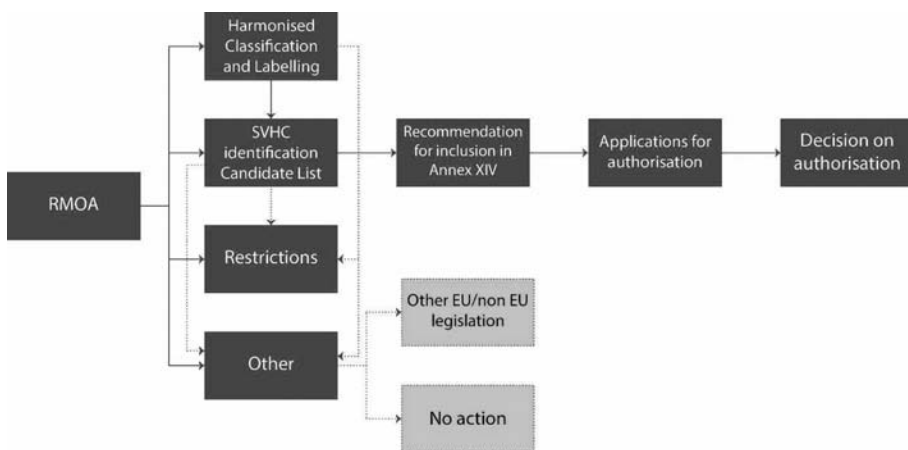 Harmonised
Classification
and Labelling
SVHC
identification
Candidate List
Recommendation
for inclusion in
Annex XIV
Applications for
authorisation
Decision on
authorisation
RMOA
Restrictions
Other EU/non EU
legislation
Other
No action